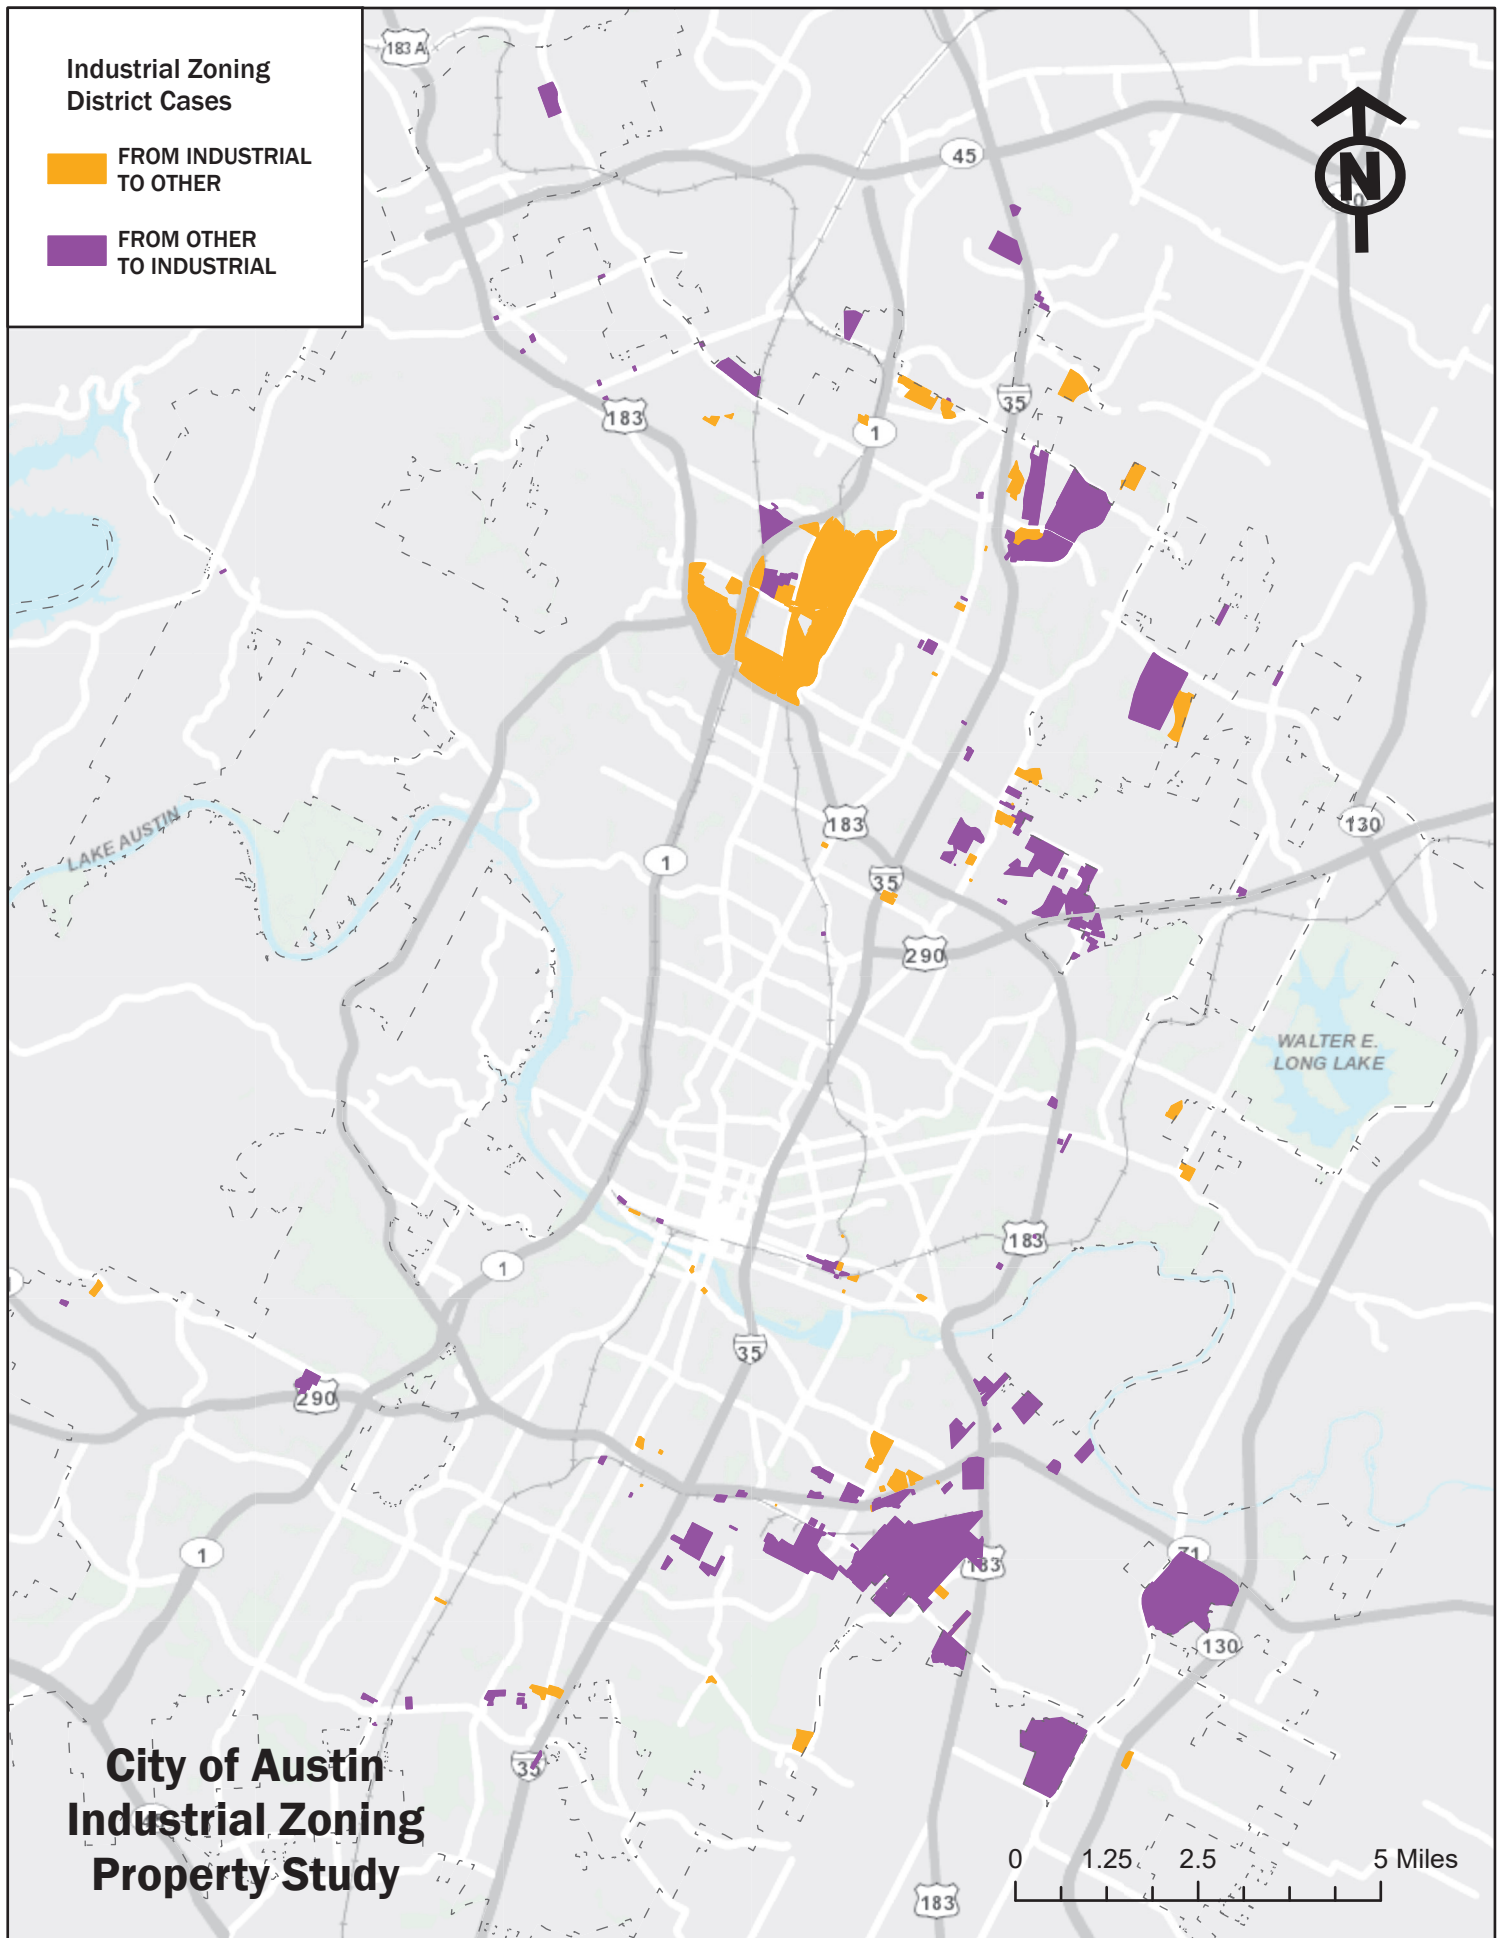 Industrial Zoning
District Cases
FROM INDUSTRIAL
TO OTHER
FROM OTHER
TO INDUSTRIAL
183 A
45
N
35
183
1
LAKE AUSTIN
183
130
1
35
290
WALTER E.
LONG LAKE
183
1
35
290
1
183
71
130
35
City of Austin
Industrial Zoning
Property Study
0 1.25 2.5 5 Miles
183